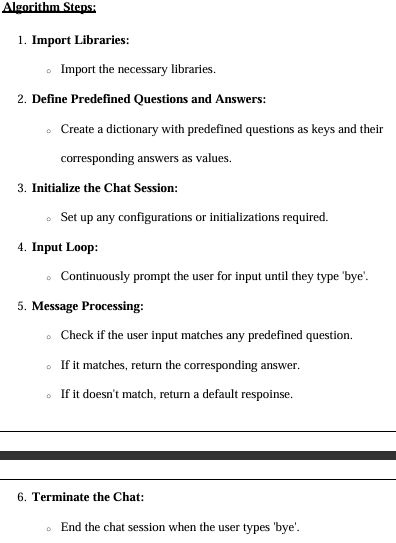 Algorithm Steps:
1. Import Libraries:
○ Import the necessary libraries.
2. Define Predefined Questions and Answers:
○ Create a dictionary with predefined questions as keys and their
corresponding answers as values.
3. Initialize the Chat Session:
○ Set up any configurations or initializations required.
4. Input Loop:
○ Continuously prompt the user for input until they type 'bye'.
5. Message Processing:
○ Check if the user input matches any predefined question.
○ If it matches, return the corresponding answer.
○ If it doesn't match, return a default respoinse.
6. Terminate the Chat:
○ End the chat session when the user types 'bye'.